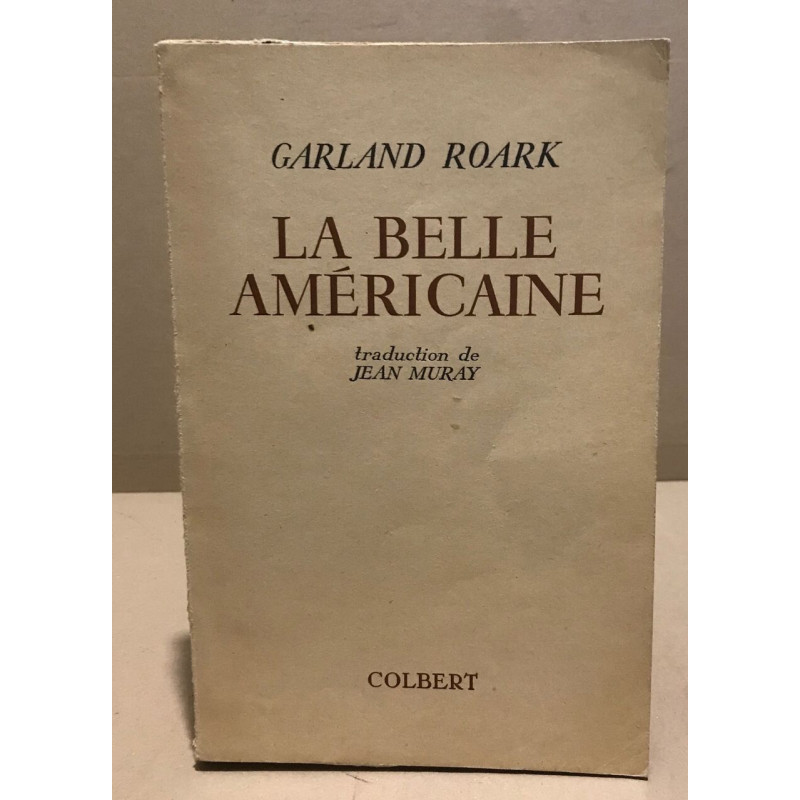 GARLAND ROARK
LA BELLE
AMÉRICAINE
traduction de
JEAN MURAY
COLBERT